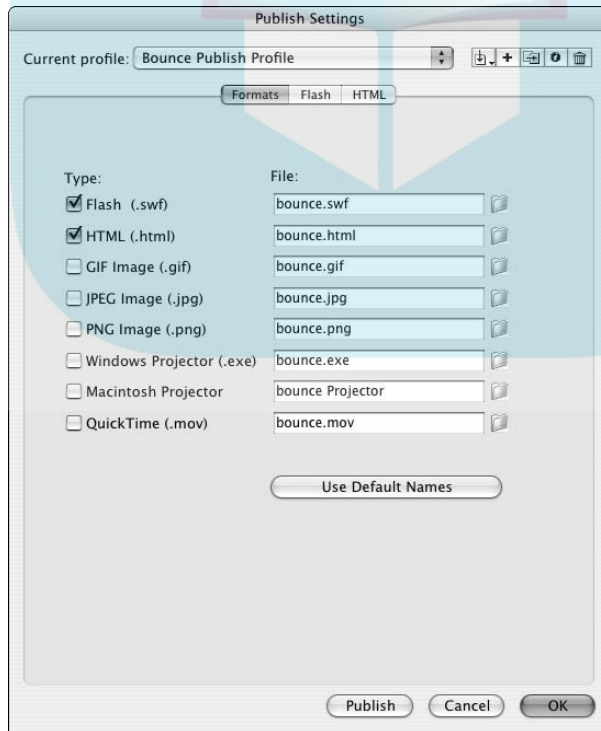 Publish Settings
Current profile: Bounce Publish Profile
Formats Flash HTML
Type: File:
Flash (.swf) bounce.swf
HTML (.html) bounce.html
GIF Image (.gif) bounce.gif
JPEG Image (.jpg) bounce.jpg
PNG Image (.png) bounce.png
Windows Projector (.exe) bounce.exe
Macintosh Projector bounce Projector
QuickTime (.mov) bounce.mov
Use Default Names
Publish Cancel OK